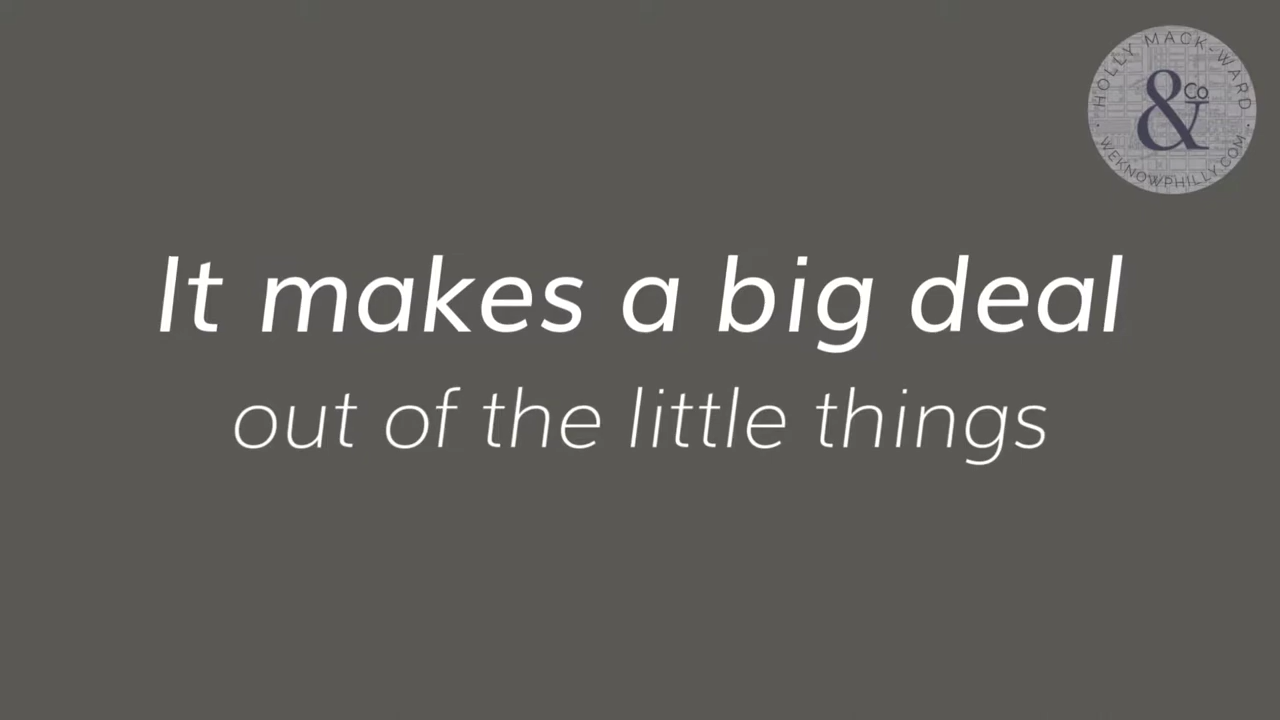 HOLLY MACK-WARD
&Co
WEKNOWPHILLY.COM
It makes a big deal
out of the little things